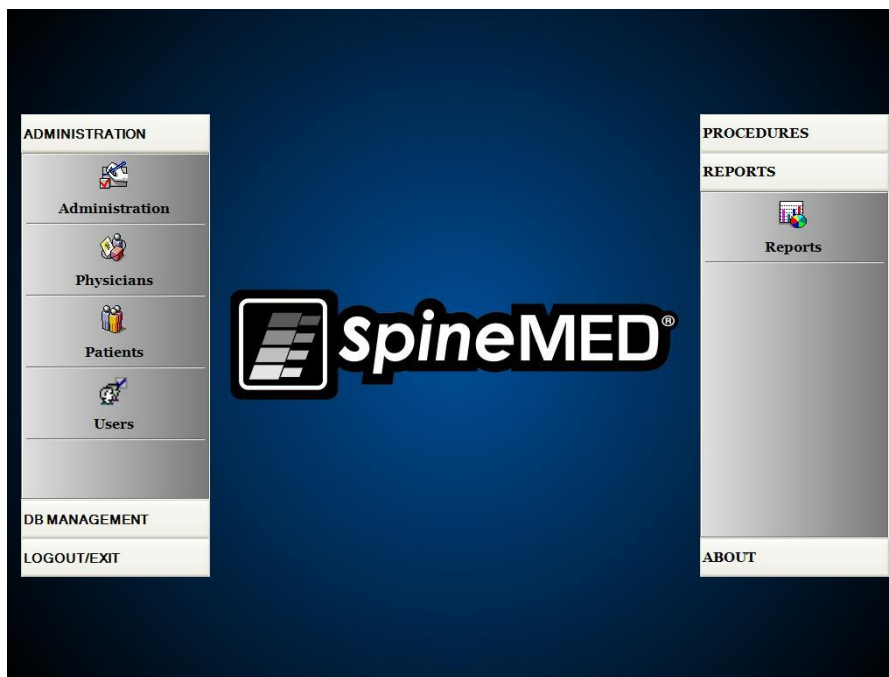 ADMINISTRATION
Administration
Physicians
Patients
Users
DB MANAGEMENT
LOGOUT/EXIT
SpineMED®
PROCEDURES
REPORTS
Reports
ABOUT